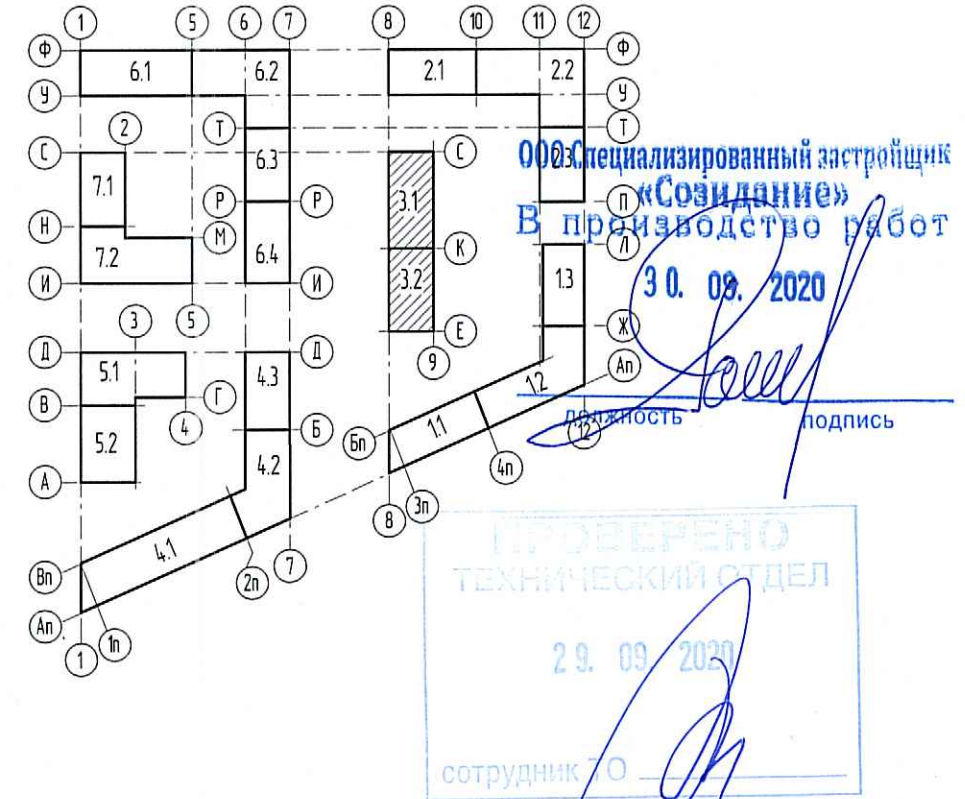 1 5 6 7 8 10 11 12
Ф 6.1 6.2 2.1 2.2 Ф
У У
2 Т Т
С 7.1 6.3 3.1 С 2.3
ООО Специализированный застройщик
«Созидание»
Р Р П
В производство работ
Н М К Л
7.2 6.4 3.2 1.3
30. 09. 2020
И И
3 5 Е Ж
9
Д 5.1 4.3 Д 1.2 Ап
В Г
должность подпись
4 Б Бп 1.1 12
5.2 4.2 4п
А 3п
8
ПРОВЕРЕНО
4.1
ТЕХНИЧЕСКИЙ ОТДЕЛ
Вп 2п 7
Ап 1п
29. 09. 2020
1
сотрудник ТО